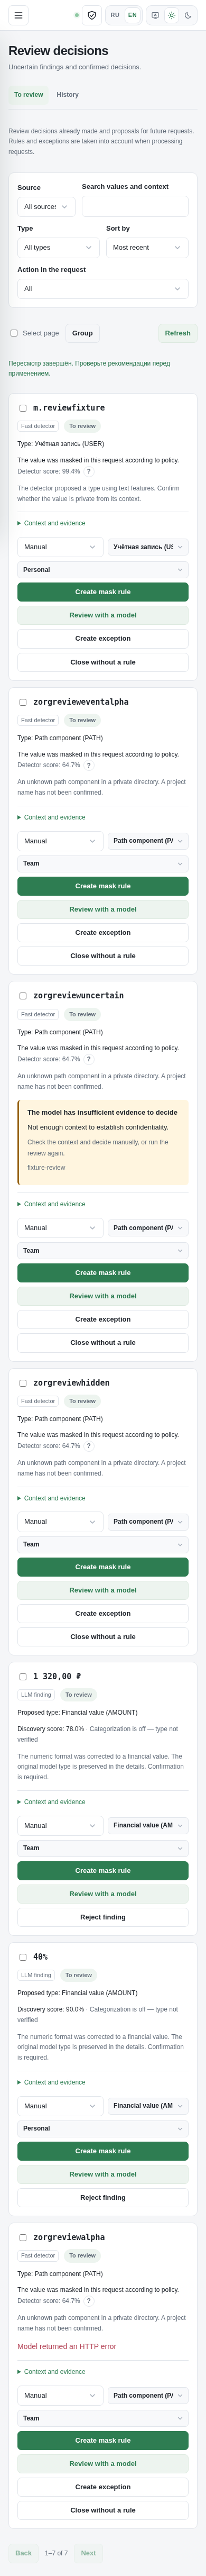 RU EN
Review decisions
Uncertain findings and confirmed decisions.
To review History
Review decisions already made and proposals for future requests.
Rules and exceptions are taken into account when processing
requests.
Source Search values and context
All sources
Type Sort by
All types Most recent
Action in the request
All
Select page Group Refresh
Пересмотр завершён. Проверьте рекомендации перед
применением.
m.reviewfixture
Fast detector To review
Type: Учётная запись (USER)
The value was masked in this request according to policy.
Detector score: 99.4% ?
The detector proposed a type using text features. Confirm
whether the value is private from its context.
Context and evidence
Manual Учётная запись (US
Personal
Create mask rule
Review with a model
Create exception
Close without a rule
zorgrevieweventalpha
Fast detector To review
Type: Path component (PATH)
The value was masked in this request according to policy.
Detector score: 64.7% ?
An unknown path component in a private directory. A project
name has not been confirmed.
Context and evidence
Manual Path component (PA
Team
Create mask rule
Review with a model
Create exception
Close without a rule
zorgreviewuncertain
Fast detector To review
Type: Path component (PATH)
The value was masked in this request according to policy.
Detector score: 64.7% ?
An unknown path component in a private directory. A project
name has not been confirmed.
The model has insufficient evidence to decide
Not enough context to establish confidentiality.
Check the context and decide manually, or run the
review again.
fixture-review
Context and evidence
Manual Path component (PA
Team
Create mask rule
Review with a model
Create exception
Close without a rule
zorgreviewhidden
Fast detector To review
Type: Path component (PATH)
The value was masked in this request according to policy.
Detector score: 64.7% ?
An unknown path component in a private directory. A project
name has not been confirmed.
Context and evidence
Manual Path component (PA
Team
Create mask rule
Review with a model
Create exception
Close without a rule
1 320,00 ₽
LLM finding To review
Proposed type: Financial value (AMOUNT)
Discovery score: 78.0% · Categorization is off — type not
verified
The numeric format was corrected to a financial value. The
original model type is preserved in the details. Confirmation
is required.
Context and evidence
Manual Financial value (AM
Team
Create mask rule
Review with a model
Reject finding
40%
LLM finding To review
Proposed type: Financial value (AMOUNT)
Discovery score: 90.0% · Categorization is off — type not
verified
The numeric format was corrected to a financial value. The
original model type is preserved in the details. Confirmation
is required.
Context and evidence
Manual Financial value (AM
Personal
Create mask rule
Review with a model
Reject finding
zorgreviewalpha
Fast detector To review
Type: Path component (PATH)
The value was masked in this request according to policy.
Detector score: 64.7% ?
An unknown path component in a private directory. A project
name has not been confirmed.
Model returned an HTTP error
Context and evidence
Manual Path component (PA
Team
Create mask rule
Review with a model
Create exception
Close without a rule
Back 1–7 of 7 Next